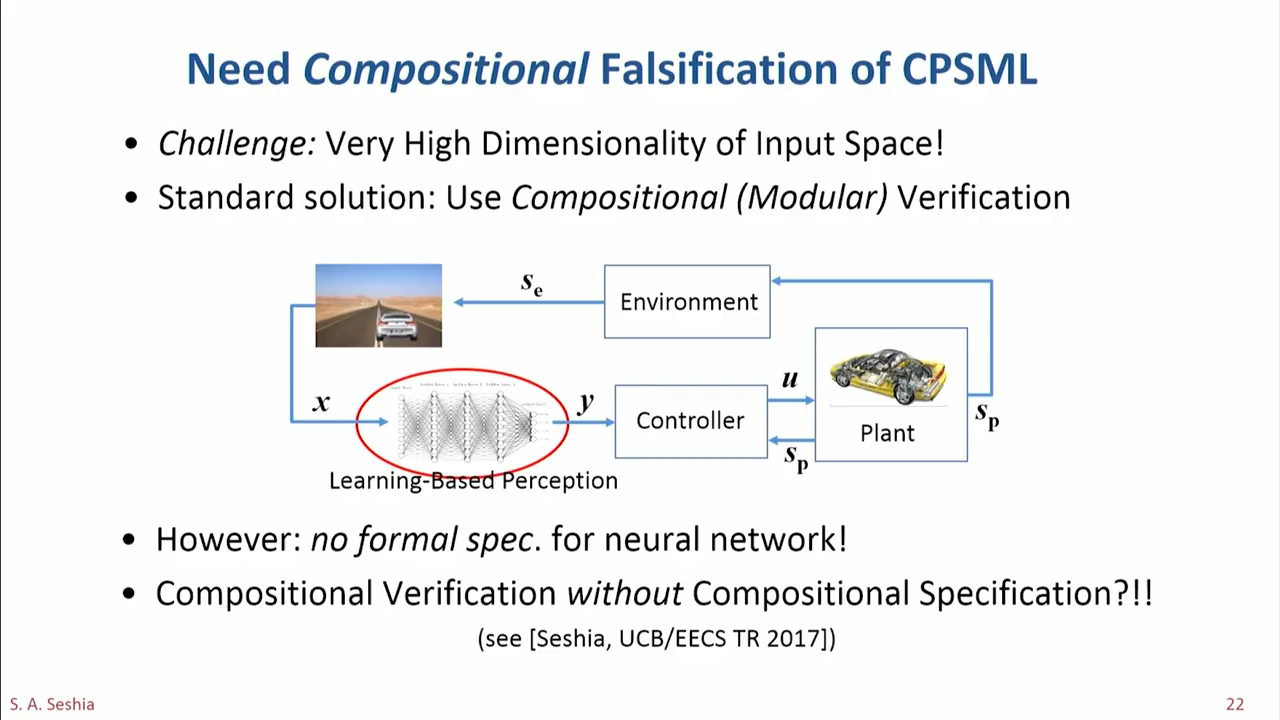 Need Compositional Falsification of CPSML
• Challenge: Very High Dimensionality of Input Space!
• Standard solution: Use Compositional (Modular) Verification
se
Environment
x
y
Controller
u
sp
Plant
sp
Learning-Based Perception
• However: no formal spec. for neural network!
• Compositional Verification without Compositional Specification?!!
(see [Seshia, UCB/EECS TR 2017])
S. A. Seshia
22